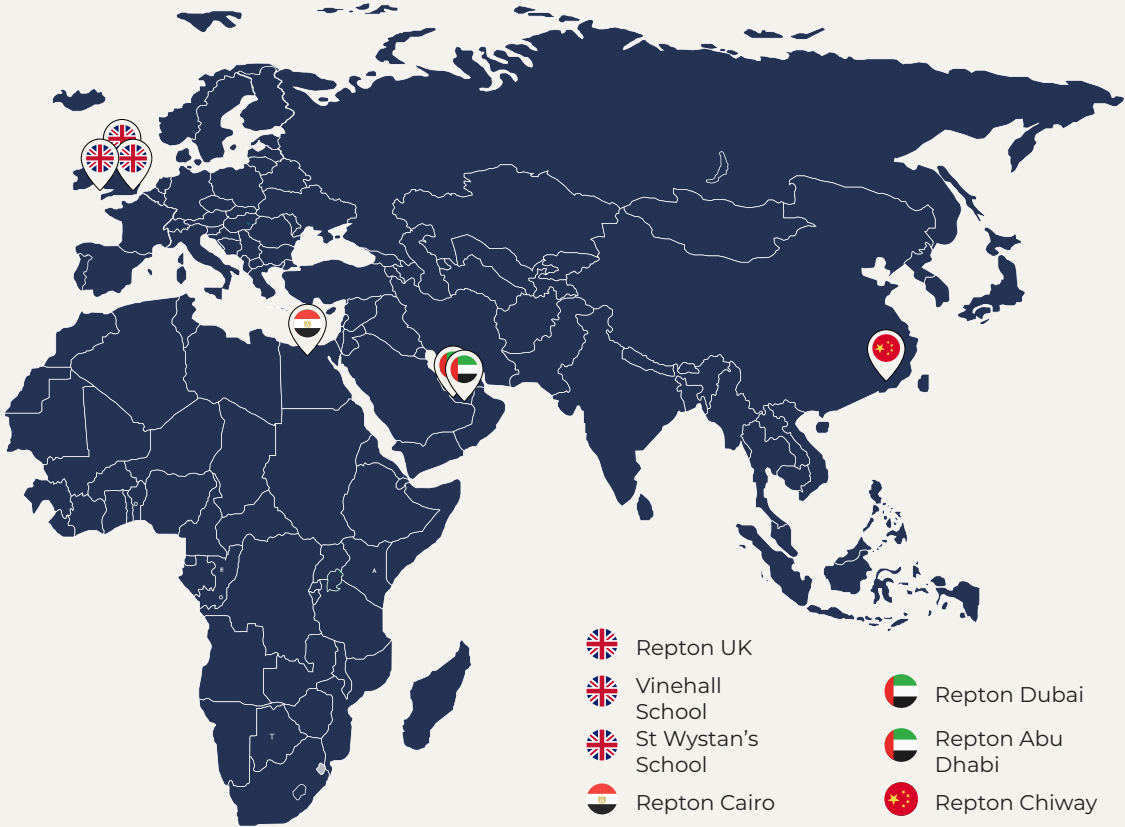 Repton UK
Vinehall
School
St Wystan’s
School
Repton Cairo
Repton Dubai
Repton Abu
Dhabi
Repton Chiway
O
E
O
A
T